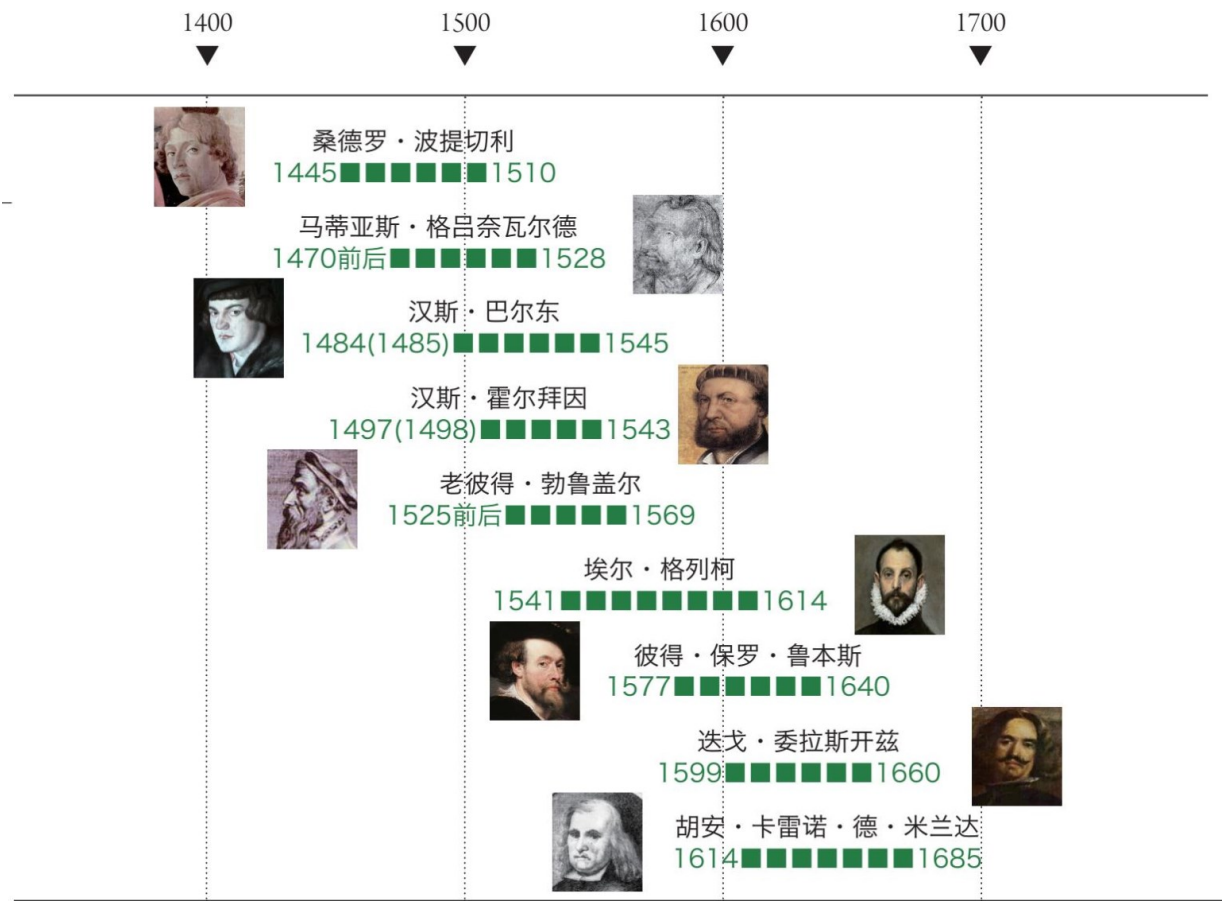 1400 1500 1600 1700
桑德罗·波提切利
1445■■■■■■1510
马蒂亚斯·格吕奈瓦尔德
1470前后■■■■■■1528
汉斯·巴尔东
1484(1485)■■■■■■1545
汉斯·霍尔拜因
1497(1498)■■■■■1543
老彼得·勃鲁盖尔
1525前后■■■■■1569
埃尔·格列柯
1541■■■■■■■■1614
彼得·保罗·鲁本斯
1577■■■■■■1640
迭戈·委拉斯开兹
1599■■■■■■1660
胡安·卡雷诺·德·米兰达
1614■■■■■■■1685